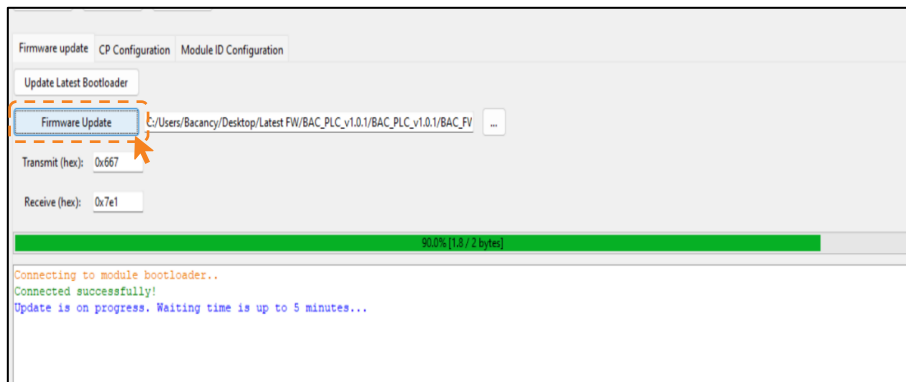 Firmware update CP Configuration Module ID Configuration
Update Latest Bootloader
Firmware Update C:/Users/Bacancy/Desktop/Latest FW/BAC_PLC_v1.0.1/BAC_PLC_v1.0.1/BAC_FW ...
Transmit (hex): 0x667
Receive (hex): 0x7e1
90.0% [1.8 / 2 bytes]
Connecting to module bootloader..
Connected successfully!
Update is on progress. Waiting time is up to 5 minutes...